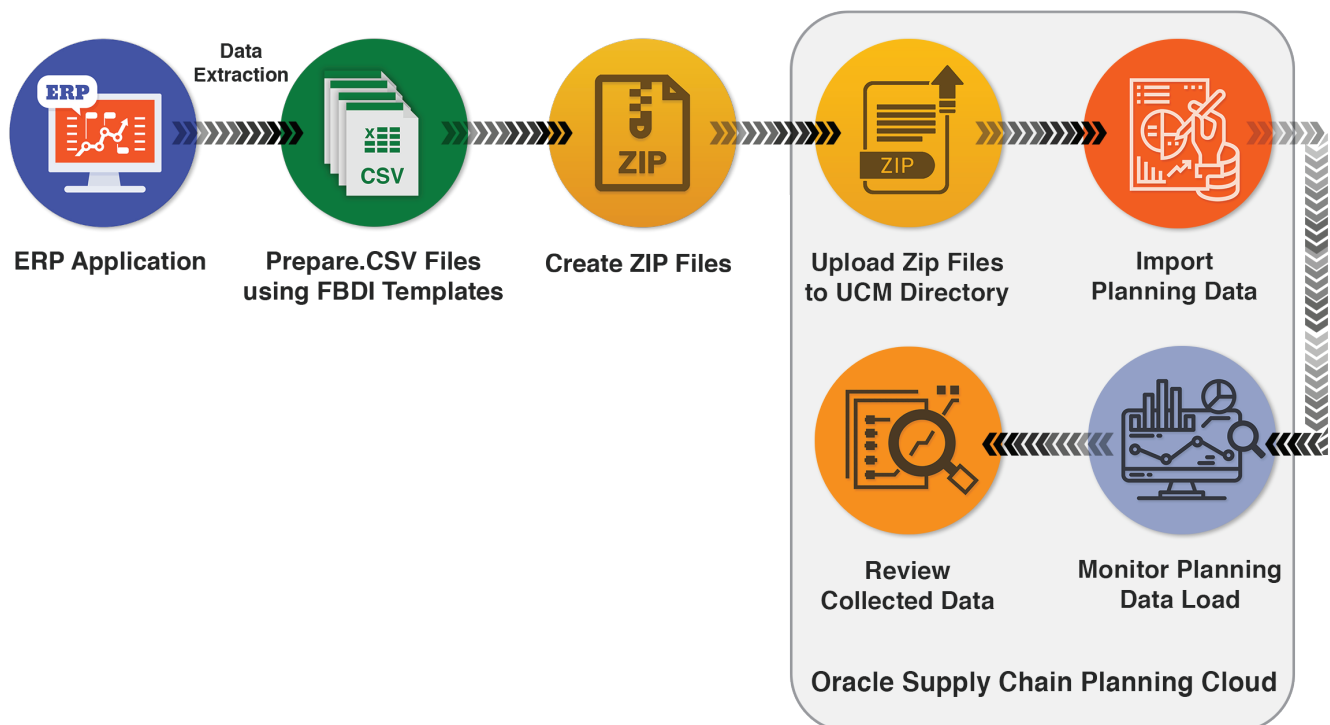 Data
Extraction
ERP
X
CSV
ZIP
ZIP
ERP Application
Prepare.CSV Files
using FBDI Templates
Create ZIP Files
Upload Zip Files
to UCM Directory
Import
Planning Data
Review
Collected Data
Monitor Planning
Data Load
Oracle Supply Chain Planning Cloud